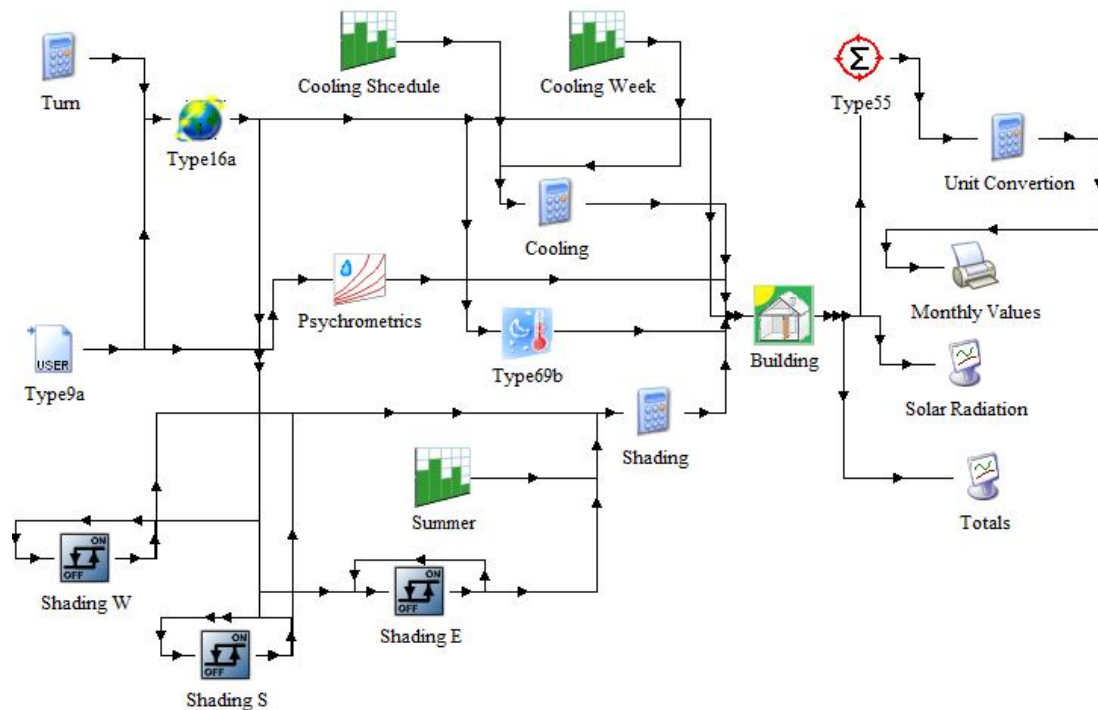 Turn
Cooling Shcedule
Cooling Week
Type55
Σ
Type16a
Unit Convertion
Cooling
Psychrometrics
Monthly Values
USER
Type9a
Type69b
Building
Solar Radiation
Shading
Summer
Totals
ON
OFF
Shading W
ON
OFF
Shading E
ON
OFF
Shading S